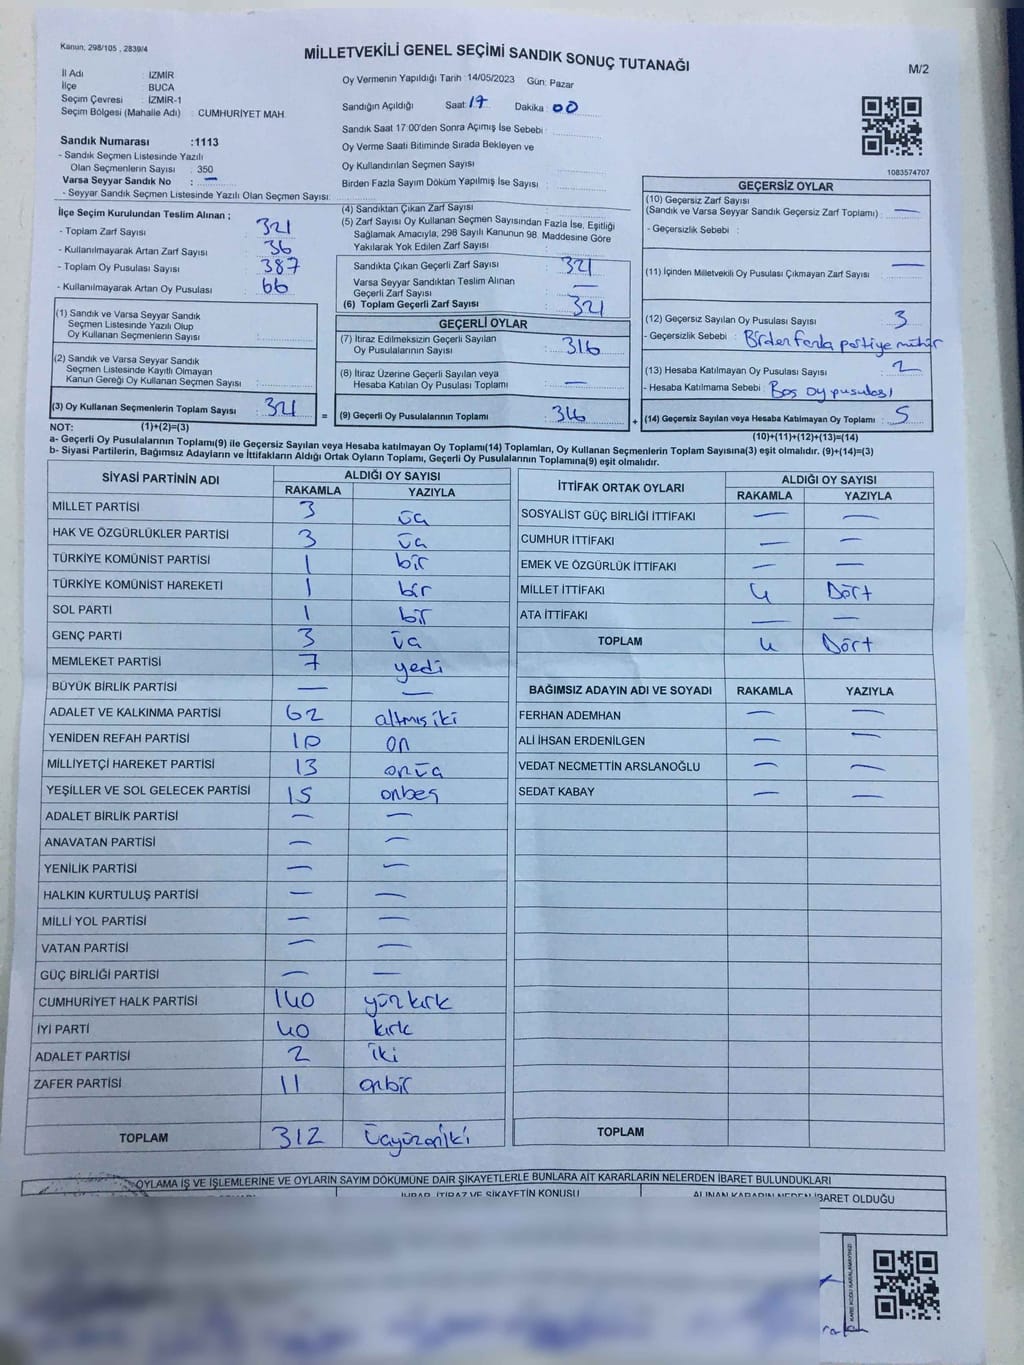 Kanun, 298/105 , 2839/4
MİLLETVEKİLİ GENEL SEÇİMİ SANDIK SONUÇ TUTANAĞI
M/2
İl Adı İZMİR
İlçe BUCA
Seçim Çevresi : İZMİR-1
Seçim Bölgesi (Mahalle Adı) : CUMHURİYET MAH.
Oy Vermenin Yapıldığı Tarih : 14/05/2023 Gün: Pazar
Sandığın Açıldığı Saat: 17 Dakika: 00
Sandık Saat 17:00'den Sonra Açımış İse Sebebi :
Oy Verme Saati Bitiminde Sırada Bekleyen ve
Oy Kullandırılan Seçmen Sayısı
Birden Fazla Sayım Döküm Yapılmış İse Sayısı :
1083574707
Sandık Numarası :1113
- Sandık Seçmen Listesinde Yazılı
Olan Seçmenlerin Sayısı : 350
Varsa Seyyar Sandık No : —
- Seyyar Sandık Seçmen Listesinde Yazılı Olan Seçmen Sayısı:
İlçe Seçim Kurulundan Teslim Alınan ;
- Toplam Zarf Sayısı : 321
- Kullanılmayarak Artan Zarf Sayısı : 36
- Toplam Oy Pusulası Sayısı : 387
- Kullanılmayarak Artan Oy Pusulası : 66
(1) Sandık ve Varsa Seyyar Sandık
Seçmen Listesinde Yazılı Olup
Oy Kullanan Seçmenlerin Sayısı :
(2) Sandık ve Varsa Seyyar Sandık
Seçmen Listesinde Kayıtlı Olmayan
Kanun Gereği Oy Kullanan Seçmen Sayısı :
(3) Oy Kullanan Seçmenlerin Toplam Sayısı : 321 =
(4) Sandıktan Çıkan Zarf Sayısı
(5) Zarf Sayısı Oy Kullanan Seçmen Sayısından Fazla İse, Eşitliği
Sağlamak Amacıyla, 298 Sayılı Kanunun 98. Maddesine Göre
Yakılarak Yok Edilen Zarf Sayısı
Sandıkta Çıkan Geçerli Zarf Sayısı : 321
Varsa Seyyar Sandıktan Teslim Alınan
Geçerli Zarf Sayısı : —
(6) Toplam Geçerli Zarf Sayısı : 321
GEÇERLİ OYLAR
(7) İtiraz Edilmeksizin Geçerli Sayılan
Oy Pusulalarının Sayısı : 316
(8) İtiraz Üzerine Geçerli Sayılan veya
Hesaba Katılan Oy Pusulası Toplamı : —
(9) Geçerli Oy Pusulalarının Toplamı : 316 +
GEÇERSİZ OYLAR
(10) Geçersiz Zarf Sayısı
(Sandık ve Varsa Seyyar Sandık Geçersiz Zarf Toplamı) : —
- Geçersizlik Sebebi :
(11) İçinden Milletvekili Oy Pusulası Çıkmayan Zarf Sayısı : —
(12) Geçersiz Sayılan Oy Pusulası Sayısı : 3
- Geçersizlik Sebebi : Birden fazla partiye mühür
(13) Hesaba Katılmayan Oy Pusulası Sayısı : 2
- Hesaba Katılmama Sebebi : Boş oy pusulası
(14) Geçersiz Sayılan veya Hesaba Katılmayan Oy Toplamı : 5
NOT: (1)+(2)=(3)
(10)+(11)+(12)+(13)=(14)
a- Geçerli Oy Pusulalarının Toplamı(9) ile Geçersiz Sayılan veya Hesaba katılmayan Oy Toplamı(14) Toplamları, Oy Kullanan Seçmenlerin Toplam Sayısına(3) eşit olmalıdır. (9)+(14)=(3)
b- Siyasi Partilerin, Bağımsız Adayların ve İttifakların Aldığı Ortak Oyların Toplamı, Geçerli Oy Pusulalarının Toplamına(9) eşit olmalıdır.
SİYASİ PARTİNİN ADI ALDIĞI OY SAYISI
RAKAMLA YAZIYLA
MİLLET PARTİSİ 3 üç
HAK VE ÖZGÜRLÜKLER PARTİSİ 3 üç
TÜRKİYE KOMÜNİST PARTİSİ 1 bir
TÜRKİYE KOMÜNİST HAREKETİ 1 bir
SOL PARTİ 1 bir
GENÇ PARTİ 3 üç
MEMLEKET PARTİSİ 7 yedi
BÜYÜK BİRLİK PARTİSİ — —
ADALET VE KALKINMA PARTİSİ 62 altmış iki
YENİDEN REFAH PARTİSİ 10 on
MİLLİYETÇİ HAREKET PARTİSİ 13 onüç
YEŞİLLER VE SOL GELECEK PARTİSİ 15 onbeş
ADALET BİRLİK PARTİSİ — —
ANAVATAN PARTİSİ — —
YENİLİK PARTİSİ — —
HALKIN KURTULUŞ PARTİSİ — —
MİLLİ YOL PARTİSİ — —
VATAN PARTİSİ — —
GÜÇ BİRLİĞİ PARTİSİ — —
CUMHURİYET HALK PARTİSİ 140 yüzkırk
İYİ PARTİ 40 kırk
ADALET PARTİSİ 2 iki
ZAFER PARTİSİ 11 onbir
TOPLAM 312 üçyüzoniki
İTTİFAK ORTAK OYLARI ALDIĞI OY SAYISI
RAKAMLA YAZIYLA
SOSYALİST GÜÇ BİRLİĞİ İTTİFAKI — —
CUMHUR İTTİFAKI — —
EMEK VE ÖZGÜRLÜK İTTİFAKI — —
MİLLET İTTİFAKI 4 Dört
ATA İTTİFAKI — —
TOPLAM 4 Dört
BAĞIMSIZ ADAYIN ADI VE SOYADI RAKAMLA YAZIYLA
FERHAN ADEMHAN — —
ALİ İHSAN ERDENİLGEN — —
VEDAT NECMETTİN ARSLANOĞLU — —
SEDAT KABAY — —
TOPLAM
OYLAMA İŞ VE İŞLEMLERİNE VE OYLARIN SAYIM DÖKÜMÜNE DAİR ŞİKAYETLERLE BUNLARA AİT KARARLARIN NELERDEN İBARET BULUNDUKLARI
İTİRAZ VE ŞİKAYETİN KONUSU
ALINAN KARARIN NEDEN İBARET OLDUĞU